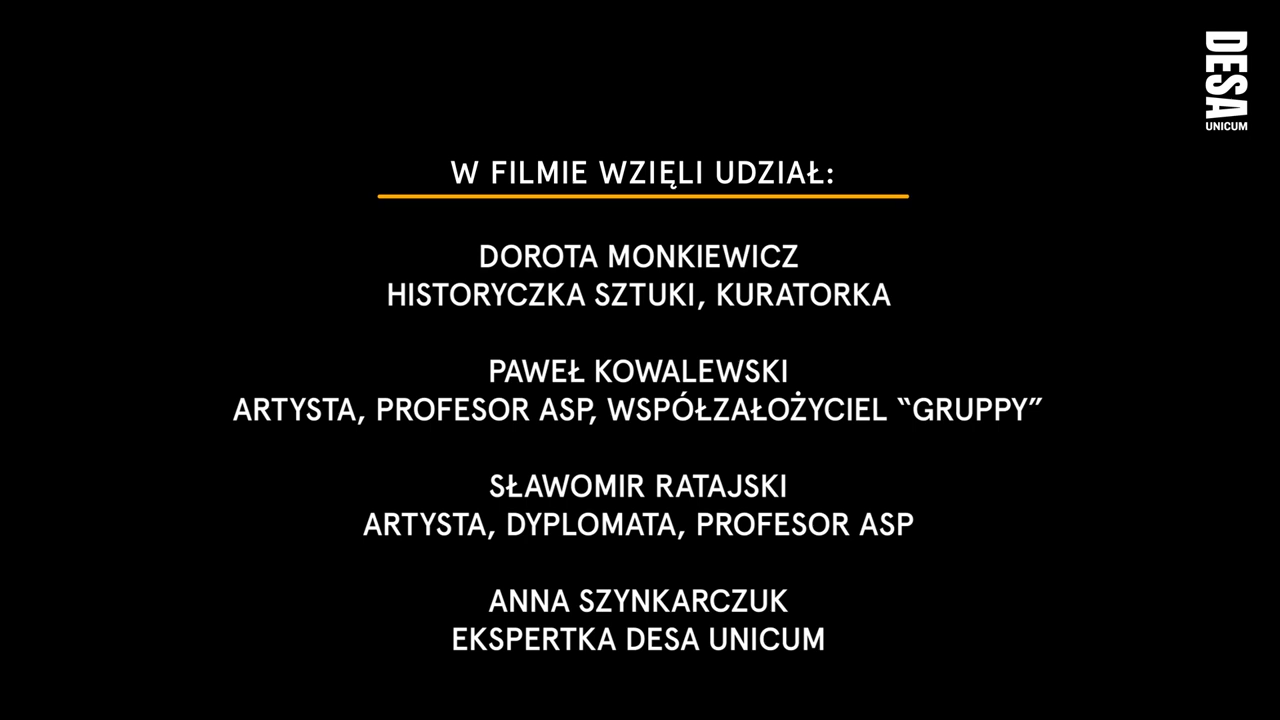 DESA
UNICUM
W FILMIE WZIĘLI UDZIAŁ:
DOROTA MONKIEWICZ
HISTORYCZKA SZTUKI, KURATORKA
PAWEŁ KOWALEWSKI
ARTYSTA, PROFESOR ASP, WSPÓŁZAŁOŻYCIEL “GRUPPY”
SŁAWOMIR RATAJSKI
ARTYSTA, DYPLOMATA, PROFESOR ASP
ANNA SZYNKARCZUK
EKSPERTKA DESA UNICUM